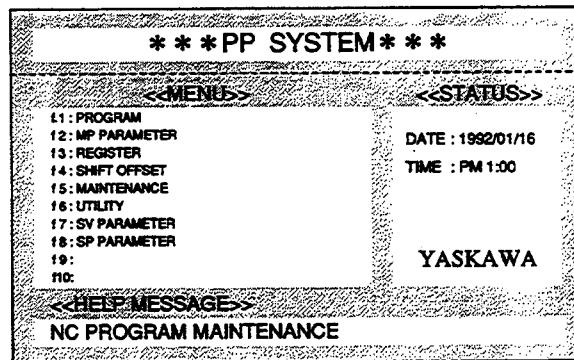 ***PP SYSTEM***
<<MENU>>
f.1 : PROGRAM
f2 : MP PARAMETER
f3 : REGISTER
f4 : SHIFT OFFSET
f5 : MAINTENANCE
f6 : UTILITY
f7 : SV PARAMETER
f8 : SP PARAMETER
f9 :
f10:
<<STATUS>>
DATE : 1992/01/16
TIME : PM 1:00
YASKAWA
<<HELP MESSAGE>>
NC PROGRAM MAINTENANCE